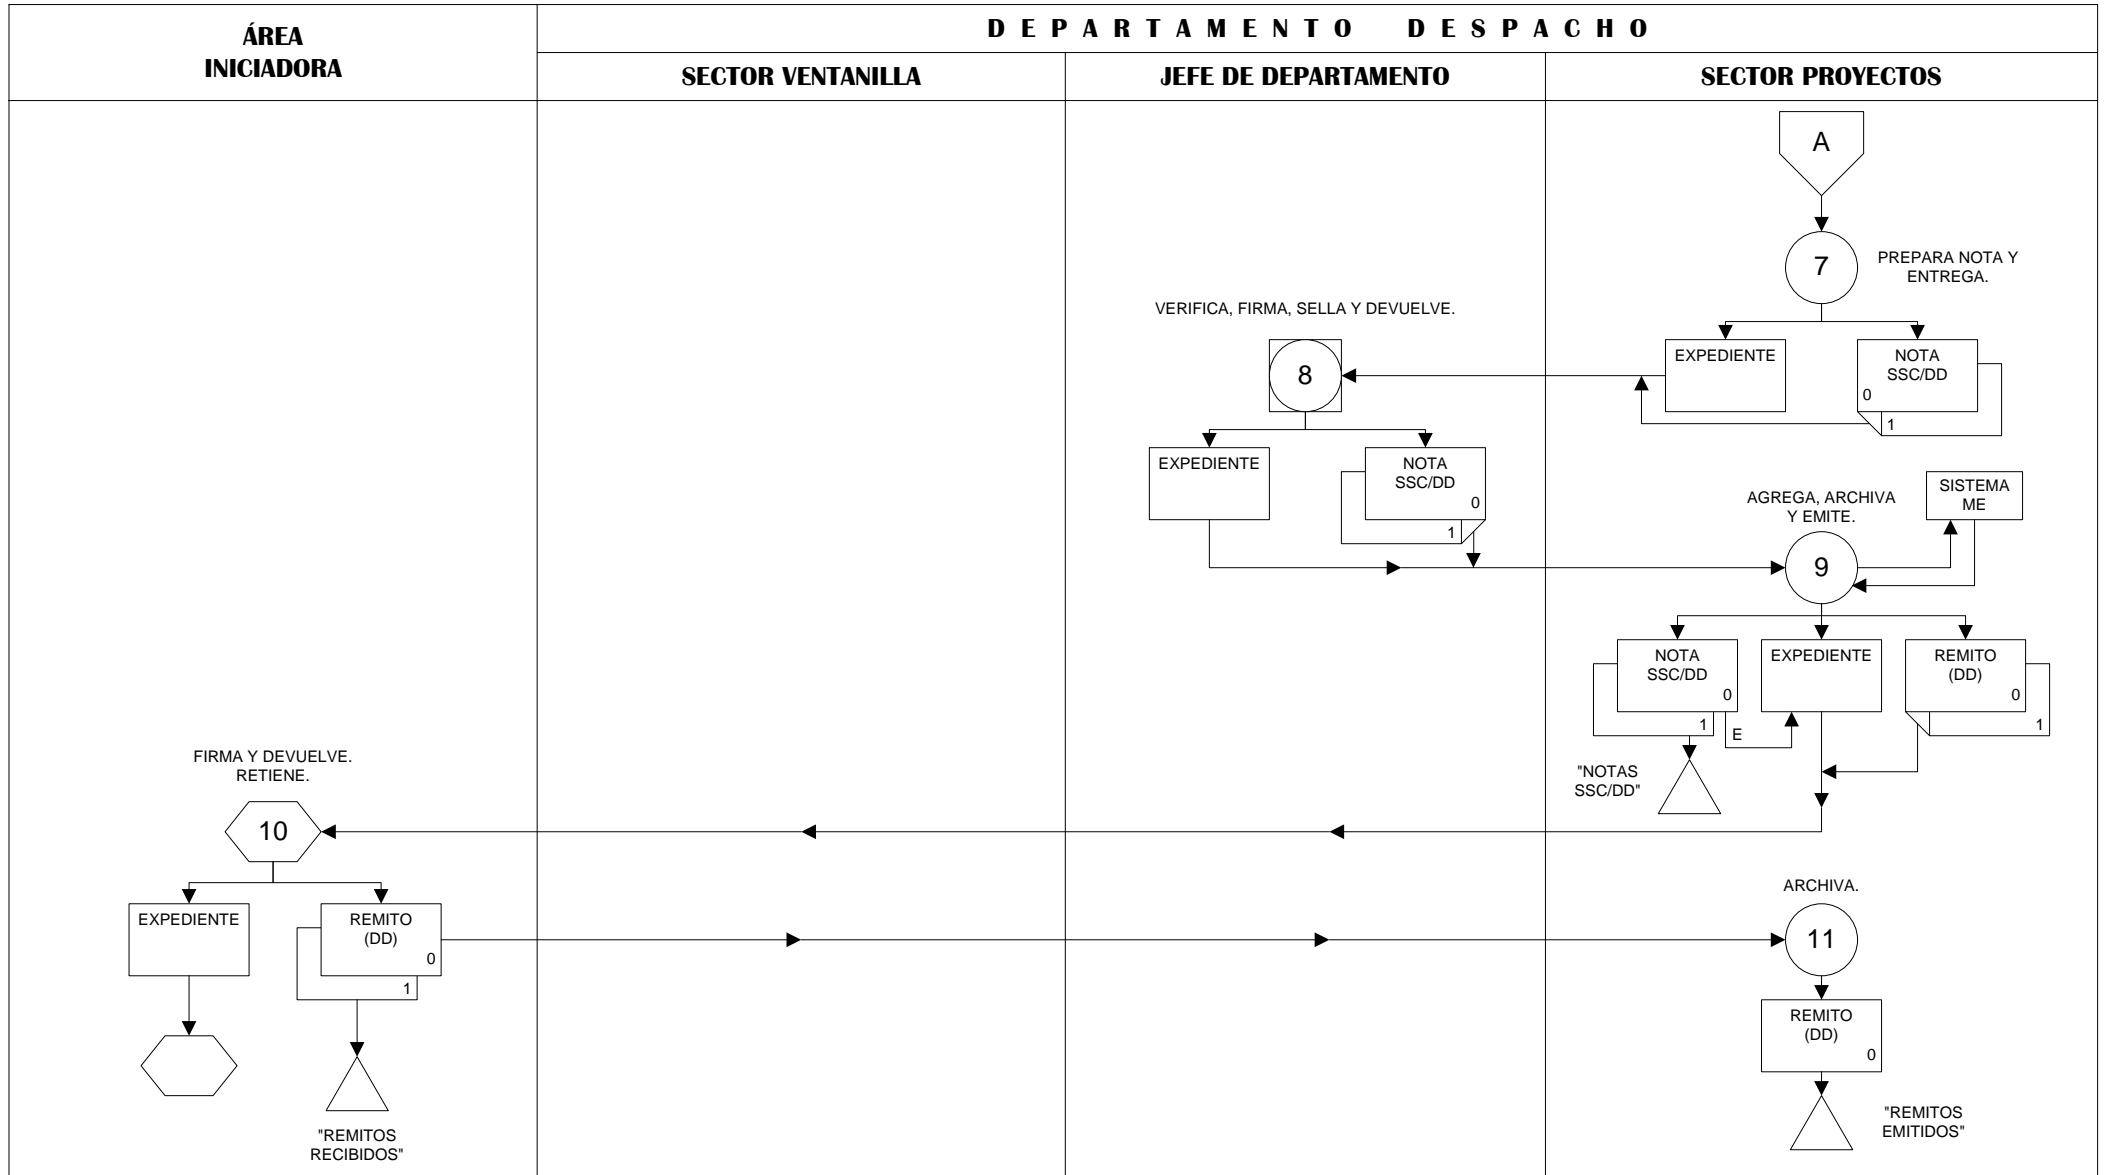 ÁREA
INICIADORA
DEPARTAMENTO DESPACHO
SECTOR VENTANILLA
JEFE DE DEPARTAMENTO
SECTOR PROYECTOS
A
7
PREPARA NOTA Y
ENTREGA.
EXPEDIENTE
NOTA
SSC/DD
0
1
VERIFICA, FIRMA, SELLA Y DEVUELVE.
8
EXPEDIENTE
NOTA
SSC/DD
0
1
AGREGA, ARCHIVA
Y EMITE.
SISTEMA
ME
9
NOTA
SSC/DD
0
1
E
EXPEDIENTE
REMITO
(DD)
0
1
"NOTAS
SSC/DD"
FIRMA Y DEVUELVE.
RETIENE.
10
EXPEDIENTE
REMITO
(DD)
0
1
"REMITOS
RECIBIDOS"
ARCHIVA.
11
REMITO
(DD)
0
"REMITOS
EMITIDOS"